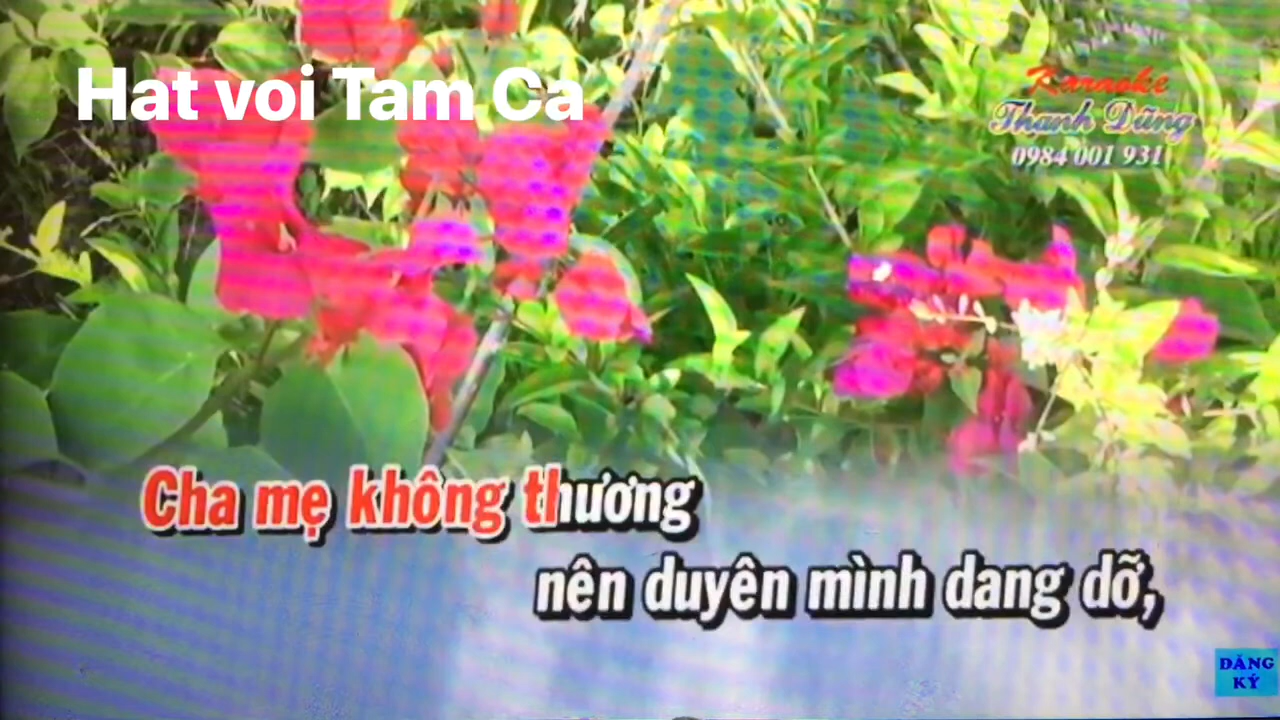 Hat voi Tam Ca
Karaoke
Thanh Dũng
0984 001 931
Cha mẹ không thương
nên duyên mình dang dỡ,
ĐĂNG
KÝ